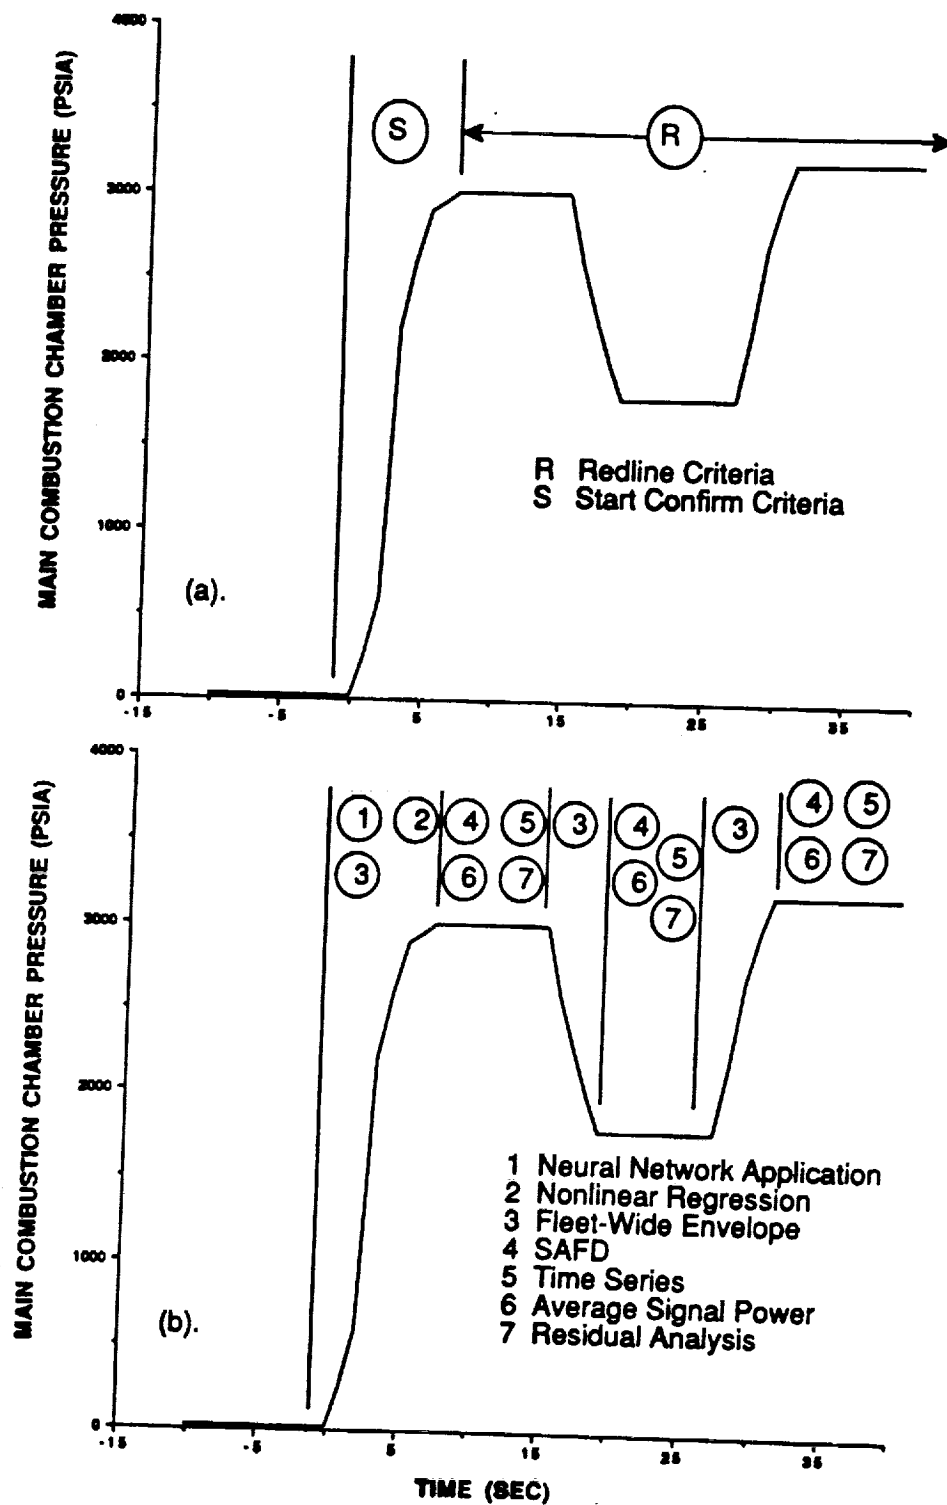 4000
S
R
3000
2000
R Redline Criteria
S Start Confirm Criteria
1000
(a).
0
-15 -5 5 15 25 35
MAIN COMBUSTION CHAMBER PRESSURE (PSIA)
4000
1 2 4 5 3 4 3 4 5
3 6 7 6 5 6 7
7
3000
2000
1 Neural Network Application
2 Nonlinear Regression
3 Fleet-Wide Envelope
4 SAFD
1000
5 Time Series
6 Average Signal Power
(b).
7 Residual Analysis
0
-15 -5 5 15 25 35
MAIN COMBUSTION CHAMBER PRESSURE (PSIA)
TIME (SEC)